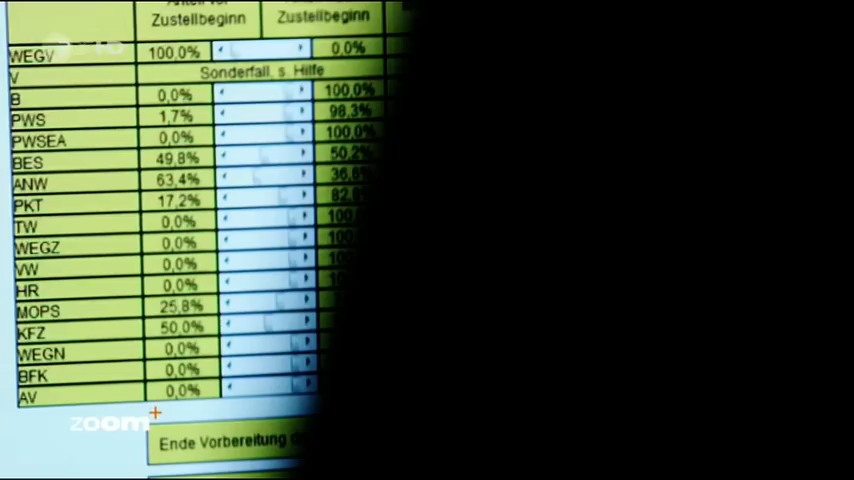 Zustellbeginn Zustellbeginn
WEGV 100,0% 0,0%
V Sonderfall, s. Hilfe
B 0,0% 100,0%
PWS 1,7% 98,3%
PWSEA 0,0% 100,0%
BES 49,8% 50,2%
ANW 63,4%
PKT 17,2%
TW 0,0%
WEGZ 0,0%
VW 0,0%
HR 0,0%
MOPS 25,8%
KFZ 50,0%
WEGN 0,0%
BFK 0,0%
AV 0,0%
zoom+
Ende Vorbereitung